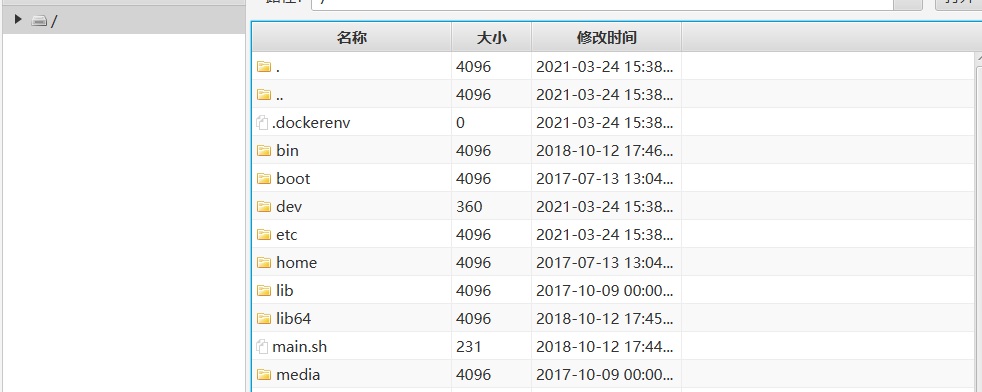 /
名称 大小 修改时间
. 4096 2021-03-24 15:38...
.. 4096 2021-03-24 15:38...
.dockerenv 0 2021-03-24 15:38...
bin 4096 2018-10-12 17:46...
boot 4096 2017-07-13 13:04...
dev 360 2021-03-24 15:38...
etc 4096 2021-03-24 15:38...
home 4096 2017-07-13 13:04...
lib 4096 2017-10-09 00:00...
lib64 4096 2018-10-12 17:45...
main.sh 231 2018-10-12 17:44...
media 4096 2017-10-09 00:00...